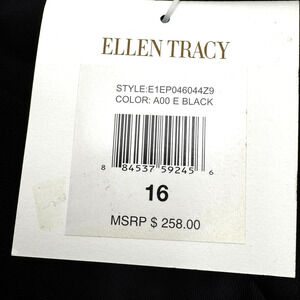 ELLEN TRACY
STYLE:E1EP046044Z9
COLOR: A00 E BLACK
8 84537 59245 6
16
MSRP $ 258.00